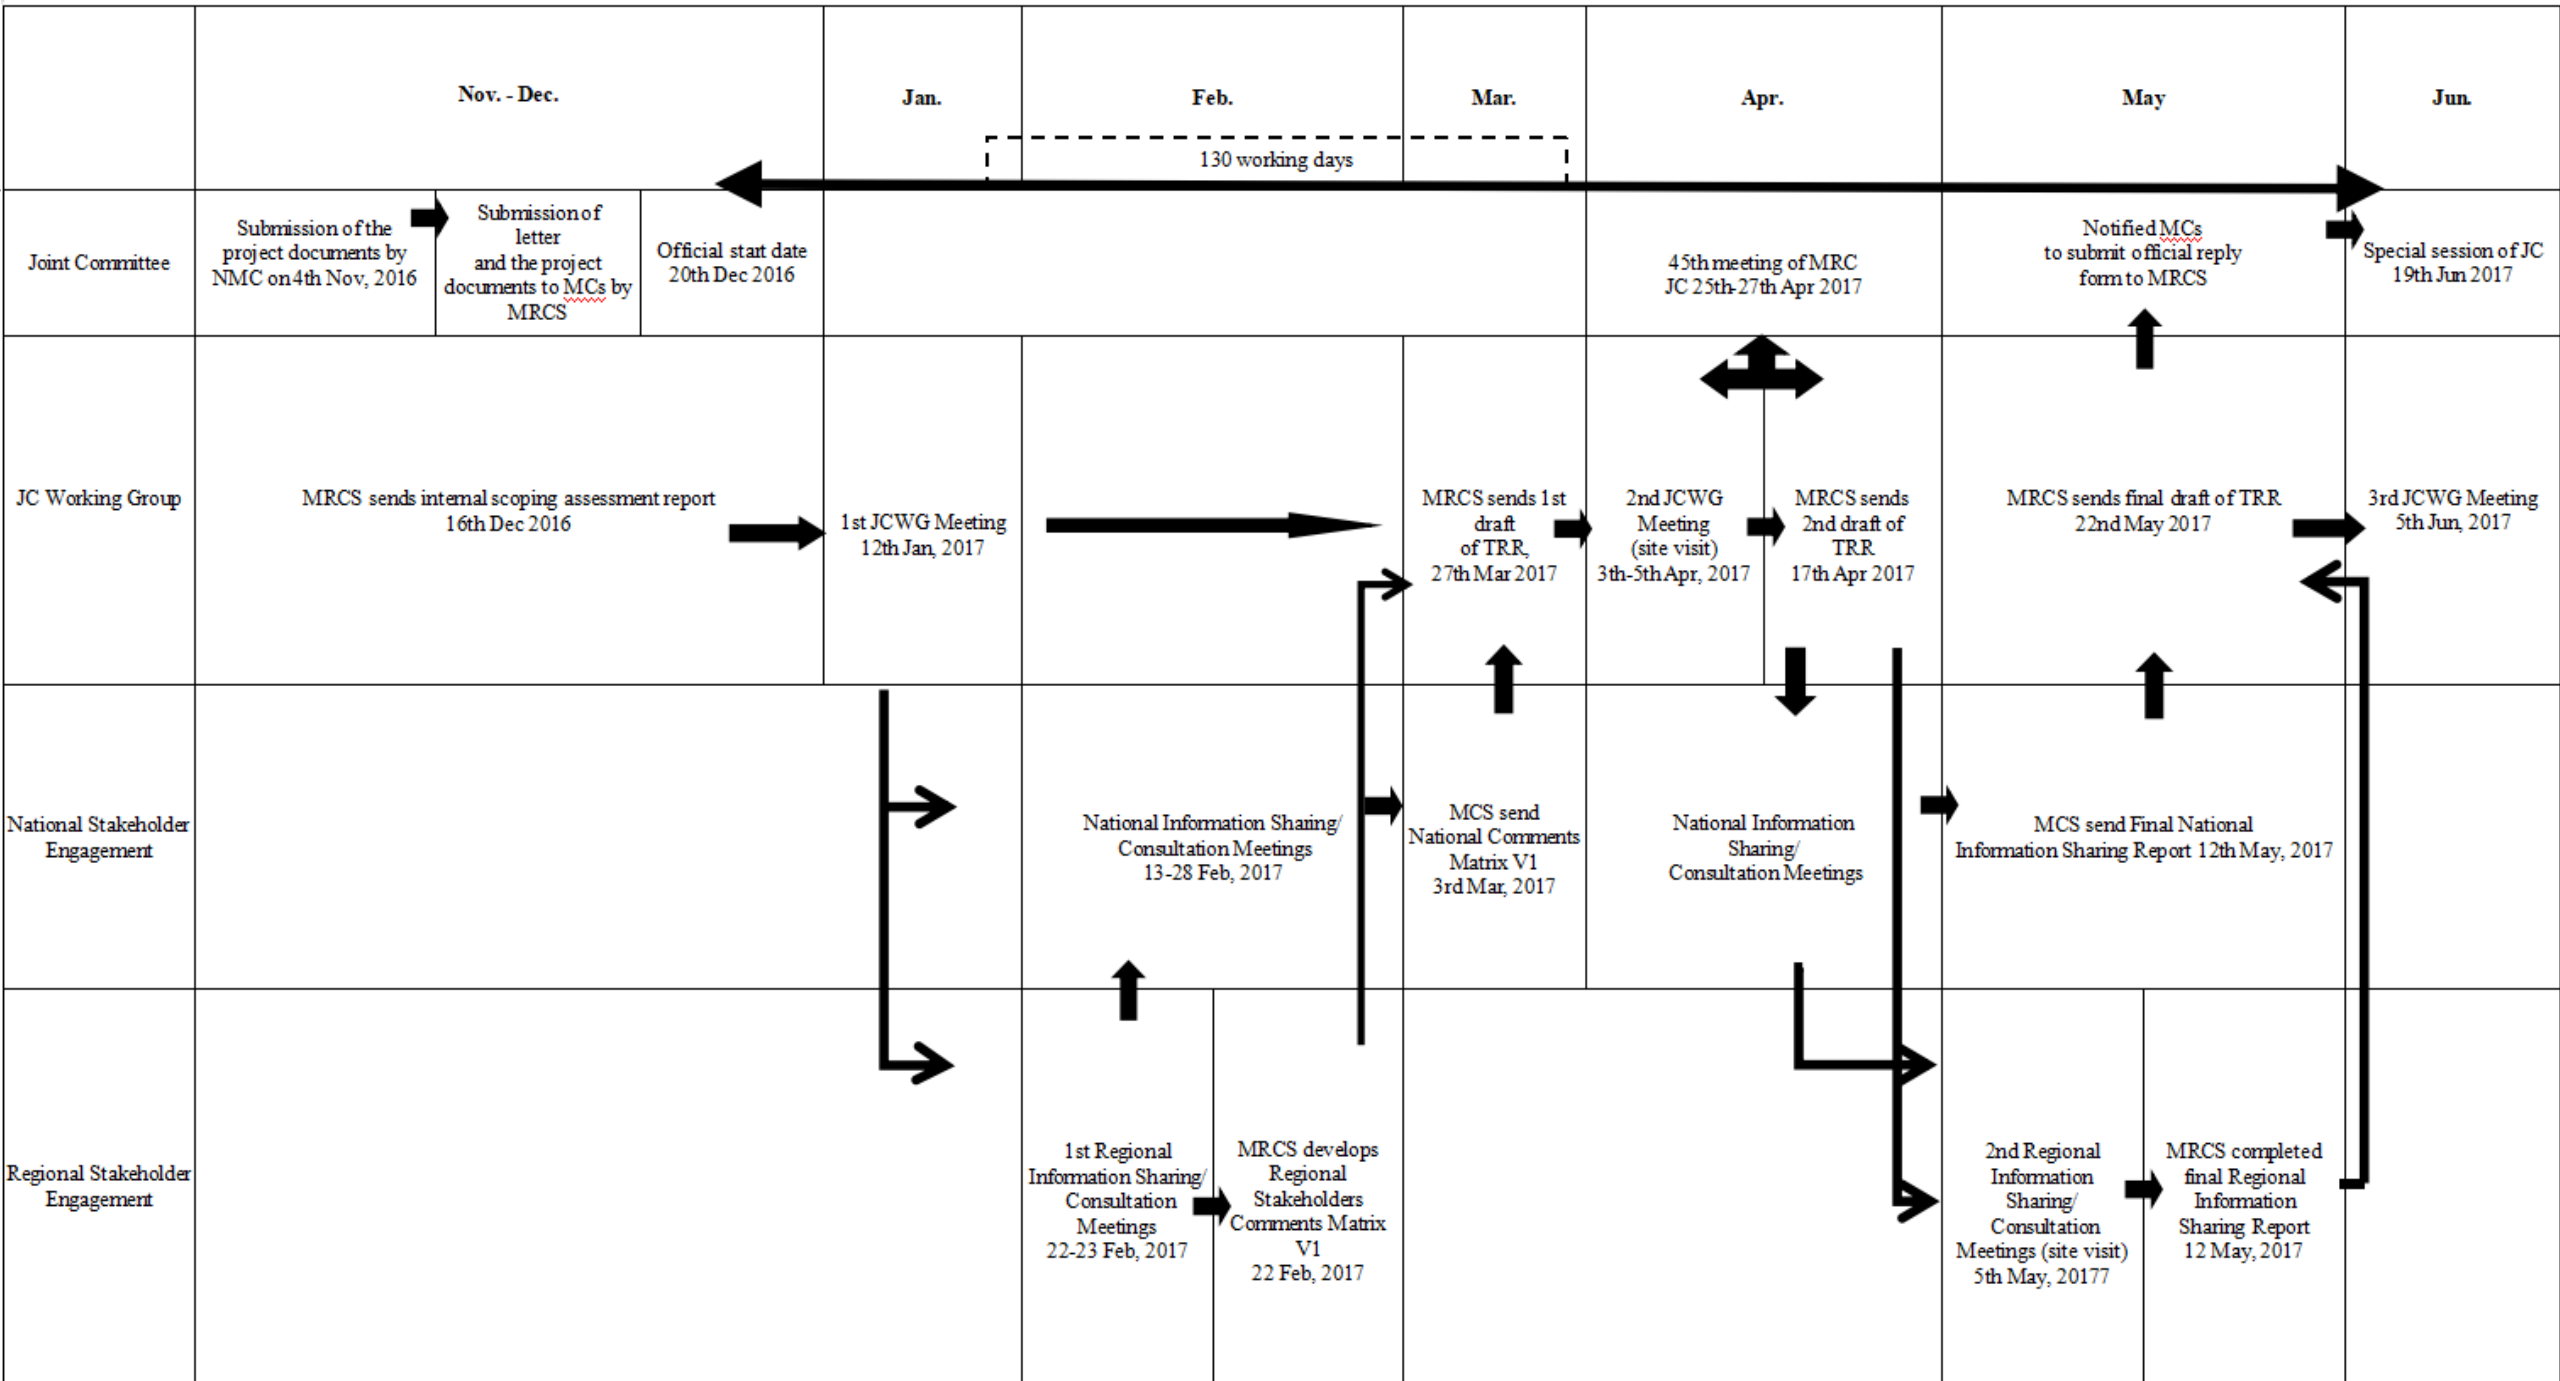 Nov. - Dec.
Jan.
Feb.
Mar.
Apr.
May
Jun.
130 working days
Joint Committee
Submission of the
project documents by
NMC on 4th Nov, 2016
Submission of
letter
and the project
documents to MCs by
MRCS
Official start date
20th Dec 2016
45th meeting of MRC
JC 25th-27th Apr 2017
Notified MCs
to submit official reply
form to MRCS
Special session of JC
19th Jun 2017
JC Working Group
MRCS sends internal scoping assessment report
16th Dec 2016
1st JCWG Meeting
12th Jan, 2017
MRCS sends 1st
draft
of TRR,
27th Mar 2017
2nd JCWG
Meeting
(site visit)
3th-5th Apr, 2017
MRCS sends
2nd draft of
TRR
17th Apr 2017
MRCS sends final draft of TRR
22nd May 2017
3rd JCWG Meeting
5th Jun, 2017
National Stakeholder
Engagement
National Information Sharing/
Consultation Meetings
13-28 Feb, 2017
MCS send
National Comments
Matrix V1
3rd Mar, 2017
National Information
Sharing/
Consultation Meetings
MCS send Final National
Information Sharing Report 12th May, 2017
Regional Stakeholder
Engagement
1st Regional
Information Sharing/
Consultation
Meetings
22-23 Feb, 2017
MRCS develops
Regional
Stakeholders
Comments Matrix
V1
22 Feb, 2017
2nd Regional
Information
Sharing/
Consultation
Meetings (site visit)
5th May, 20177
MRCS completed
final Regional
Information
Sharing Report
12 May, 2017